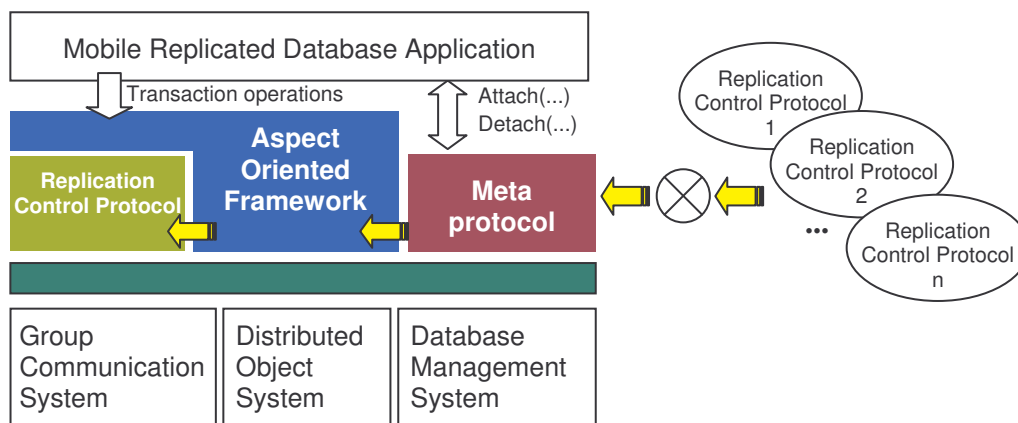 Mobile Replicated Database Application
Transaction operations
Attach(...)
Detach(...)
Aspect
Oriented
Framework
Replication
Control Protocol
Meta
protocol
Replication
Control Protocol
1
Replication
Control Protocol
2
...
Replication
Control Protocol
n
Group
Communication
System
Distributed
Object
System
Database
Management
System